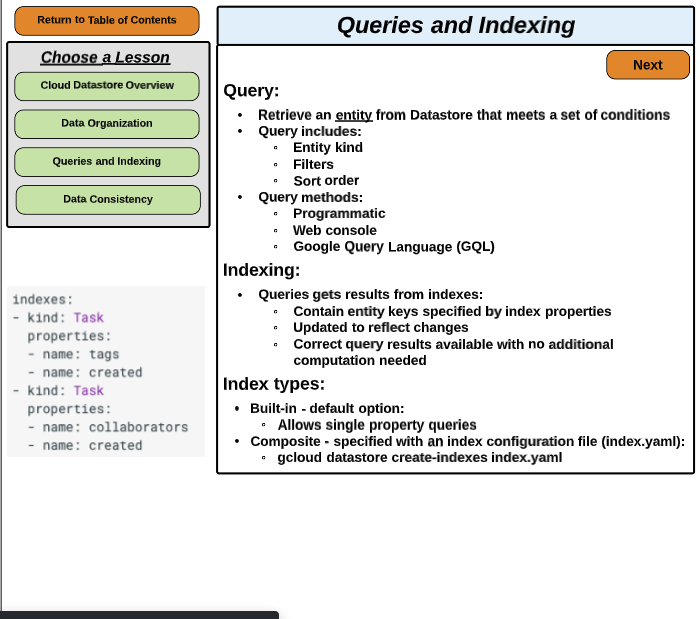 Return to Table of Contents
Choose a Lesson
Cloud Datastore Overview
Data Organization
Queries and Indexing
Data Consistency
indexes:
- kind: Task
  properties:
  - name: tags
  - name: created
- kind: Task
  properties:
  - name: collaborators
  - name: created
Queries and Indexing
Next
Query:
• Retrieve an entity from Datastore that meets a set of conditions
• Query includes:
◦ Entity kind
◦ Filters
◦ Sort order
• Query methods:
◦ Programmatic
◦ Web console
◦ Google Query Language (GQL)
Indexing:
• Queries gets results from indexes:
◦ Contain entity keys specified by index properties
◦ Updated to reflect changes
◦ Correct query results available with no additional
computation needed
Index types:
• Built-in - default option:
◦ Allows single property queries
• Composite - specified with an index configuration file (index.yaml):
◦ gcloud datastore create-indexes index.yaml